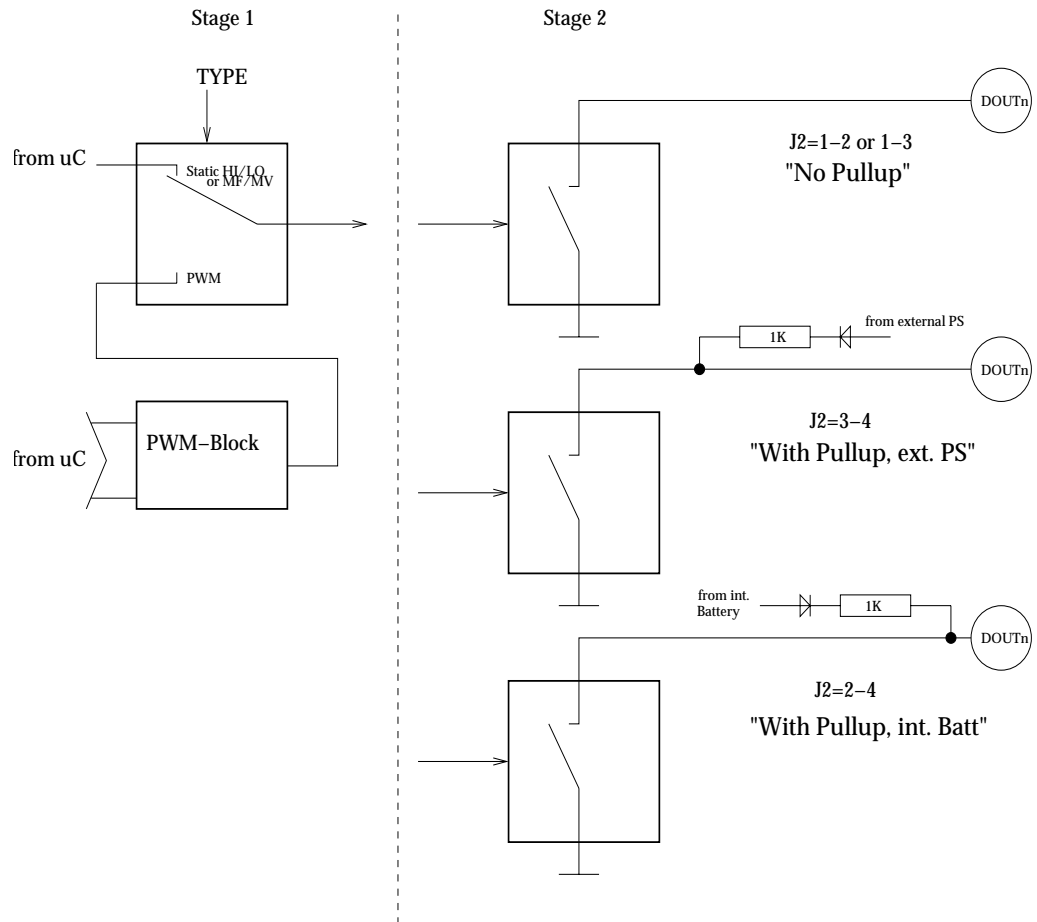 Stage 1
Stage 2
TYPE
from uC
Static HI/LO
or MF/MV
PWM
PWM–Block
from uC
DOUTn
J2=1–2 or 1–3
"No Pullup"
1K
from external PS
DOUTn
J2=3–4
"With Pullup, ext. PS"
from int.
Battery
1K
DOUTn
J2=2–4
"With Pullup, int. Batt"